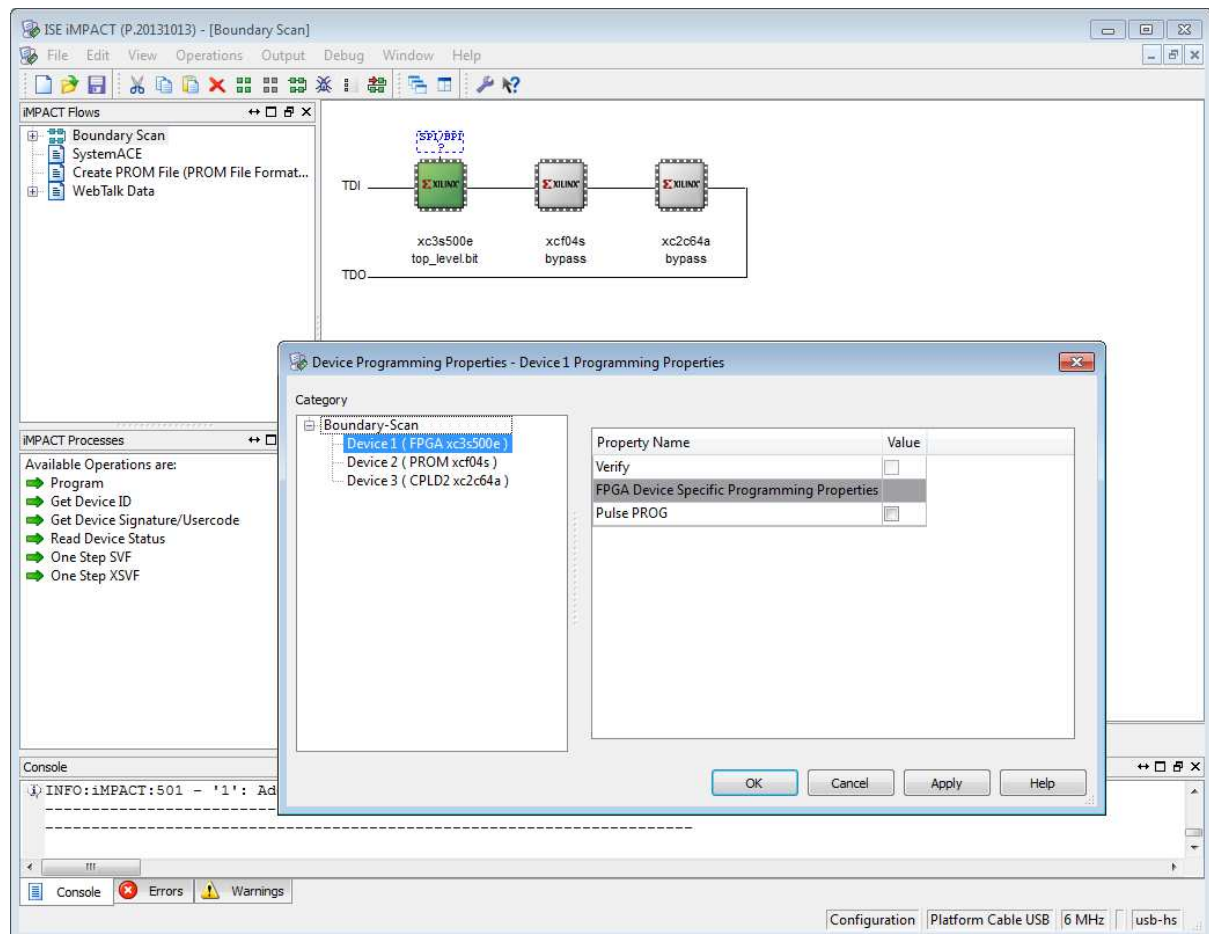 ISE iMPACT (P.20131013) - [Boundary Scan]
File Edit View Operations Output Debug Window Help
iMPACT Flows
Boundary Scan
SystemACE
Create PROM File (PROM File Format...
WebTalk Data
SPI/BPI
?
TDI
XILINX XILINX XILINX
xc3s500e xcf04s xc2c64a
top_level.bit bypass bypass
TDO
Device Programming Properties - Device 1 Programming Properties
Category
Boundary-Scan
Device 1 ( FPGA xc3s500e )
Device 2 ( PROM xcf04s )
Device 3 ( CPLD2 xc2c64a )
Property Name Value
Verify
FPGA Device Specific Programming Properties
Pulse PROG
OK Cancel Apply Help
iMPACT Processes
Available Operations are:
Program
Get Device ID
Get Device Signature/Usercode
Read Device Status
One Step SVF
One Step XSVF
Console
INFO:iMPACT:501 - '1': Ad
Console Errors Warnings
Configuration Platform Cable USB 6 MHz usb-hs